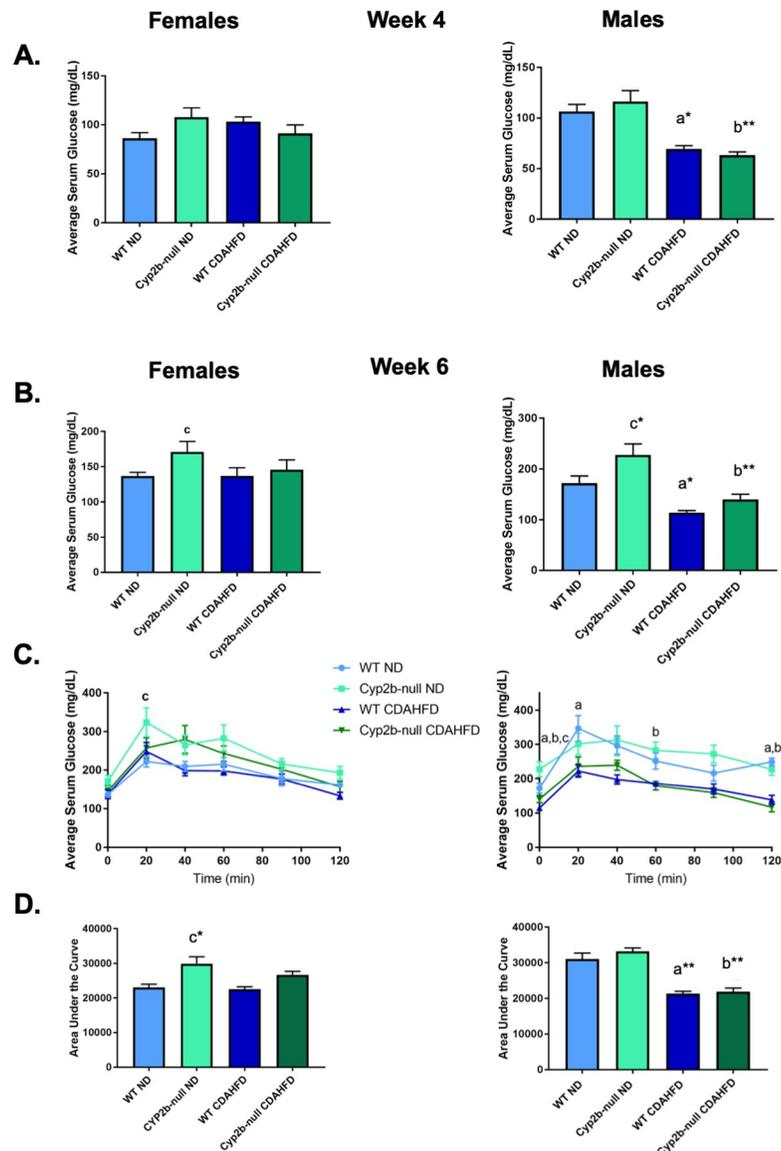 Females Week 4 Males
A.
Average Serum Glucose (mg/dL)
150
100
50
0
WT ND
Cyp2b-null ND
WT CDAHFD
Cyp2b-null CDAHFD
Average Serum Glucose (mg/dL)
150
100
50
0
a*
b**
WT ND
Cyp2b-null ND
WT CDAHFD
Cyp2b-null CDAHFD
Females Week 6 Males
B.
Average Serum Glucose (mg/dL)
200
150
100
50
0
c
WT ND
Cyp2b-null ND
WT CDAHFD
Cyp2b-null CDAHFD
Average Serum Glucose (mg/dL)
300
200
100
0
c*
a*
b**
WT ND
Cyp2b-null ND
WT CDAHFD
Cyp2b-null CDAHFD
C.
Average Serum Glucose (mg/dL)
400
300
200
100
0
c
0 20 40 60 80 100 120
Time (min)
WT ND
Cyp2b-null ND
WT CDAHFD
Cyp2b-null CDAHFD
Average Serum Glucose (mg/dL)
400
300
200
100
0
a,b,c
a
b
a,b
0 20 40 60 80 100 120
Time (min)
D.
Area Under the Curve
40000
30000
20000
10000
0
c*
WT ND
CYP2b-null ND
WT CDAHFD
Cyp2b-null CDAHFD
Area Under the Curve
40000
30000
20000
10000
0
a**
b**
WT ND
Cyp2b-null ND
WT CDAHFD
Cyp2b-null CDAHFD